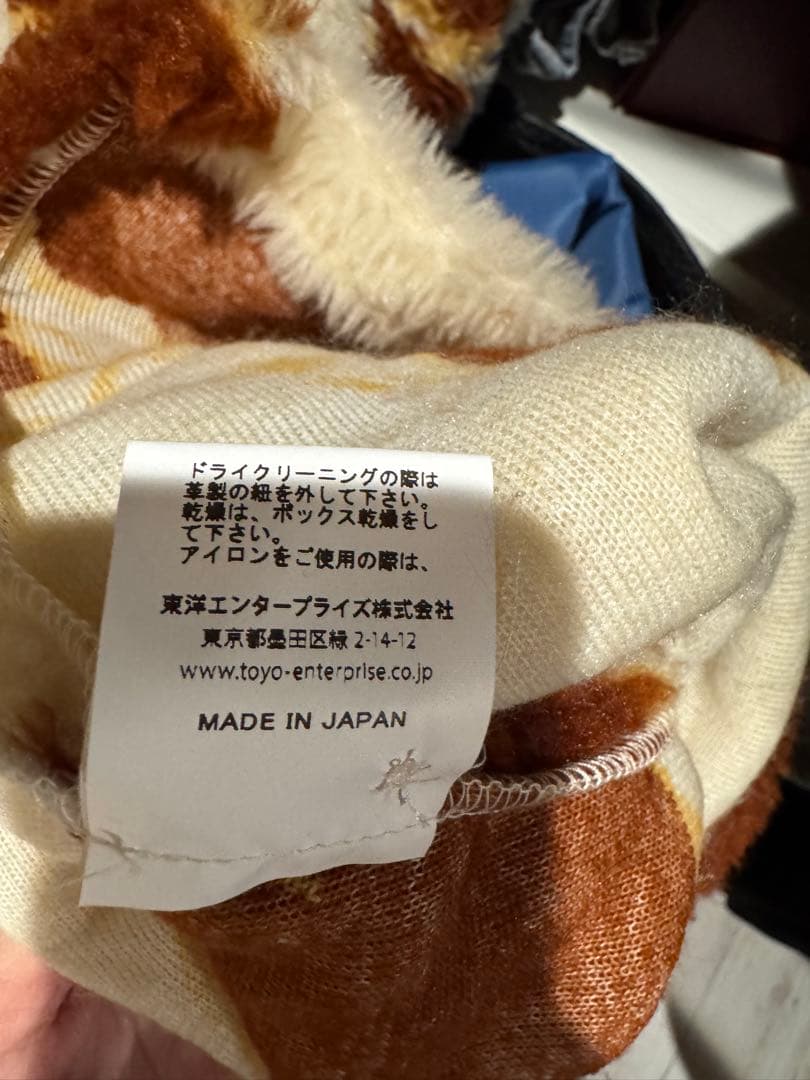 ドライクリーニングの際は
革製の紐を外して下さい。
乾燥は、ボックス乾燥をし
て下さい。
アイロンをご使用の際は、
東洋エンタープライズ株式会社
東京都墨田区緑 2-14-12
www.toyo-enterprise.co.jp
MADE IN JAPAN